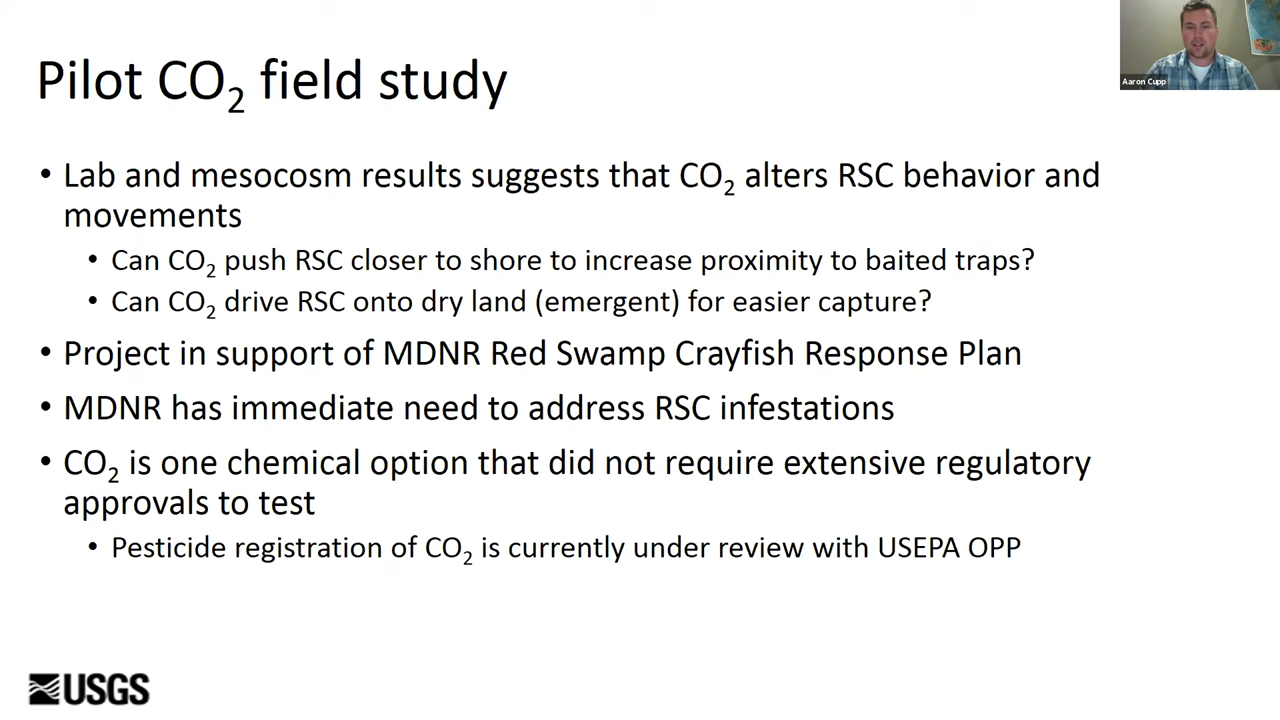 Pilot CO₂ field study
Aaron Cupp
• Lab and mesocosm results suggests that CO₂ alters RSC behavior and
movements
• Can CO₂ push RSC closer to shore to increase proximity to baited traps?
• Can CO₂ drive RSC onto dry land (emergent) for easier capture?
• Project in support of MDNR Red Swamp Crayfish Response Plan
• MDNR has immediate need to address RSC infestations
• CO₂ is one chemical option that did not require extensive regulatory
approvals to test
• Pesticide registration of CO₂ is currently under review with USEPA OPP
USGS